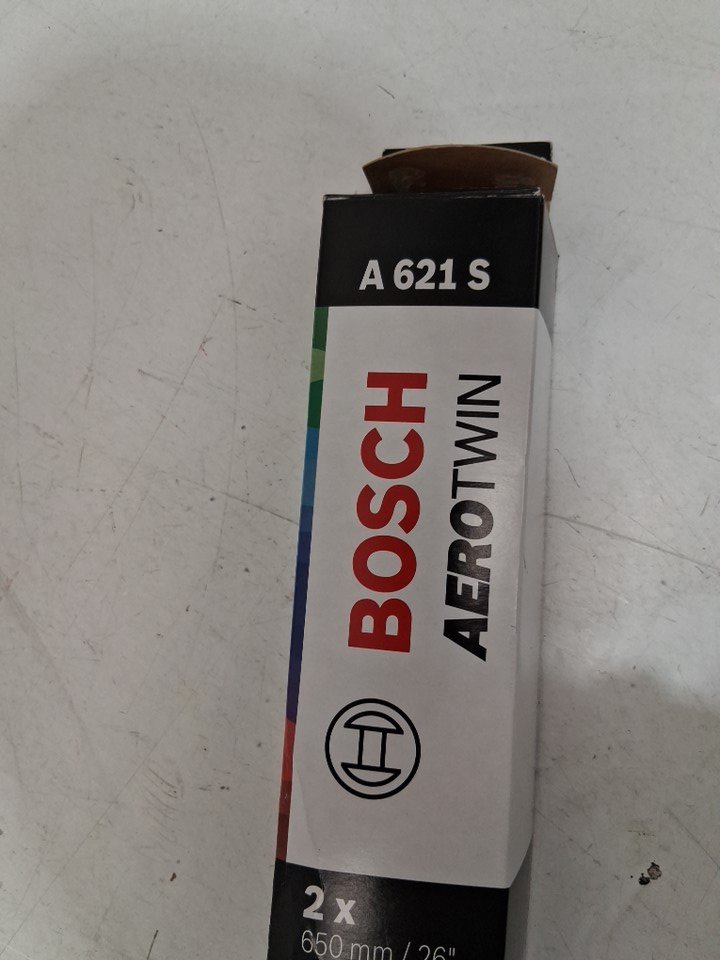 A 621 S
BOSCH
AEROTWIN
2 x
650 mm / 26"